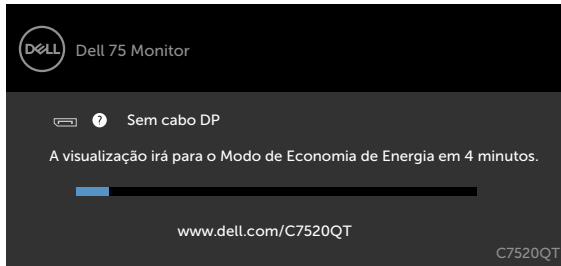 DELL Dell 75 Monitor
? Sem cabo DP
A visualização irá para o Modo de Economia de Energia em 4 minutos.
www.dell.com/C7520QT
C7520QT